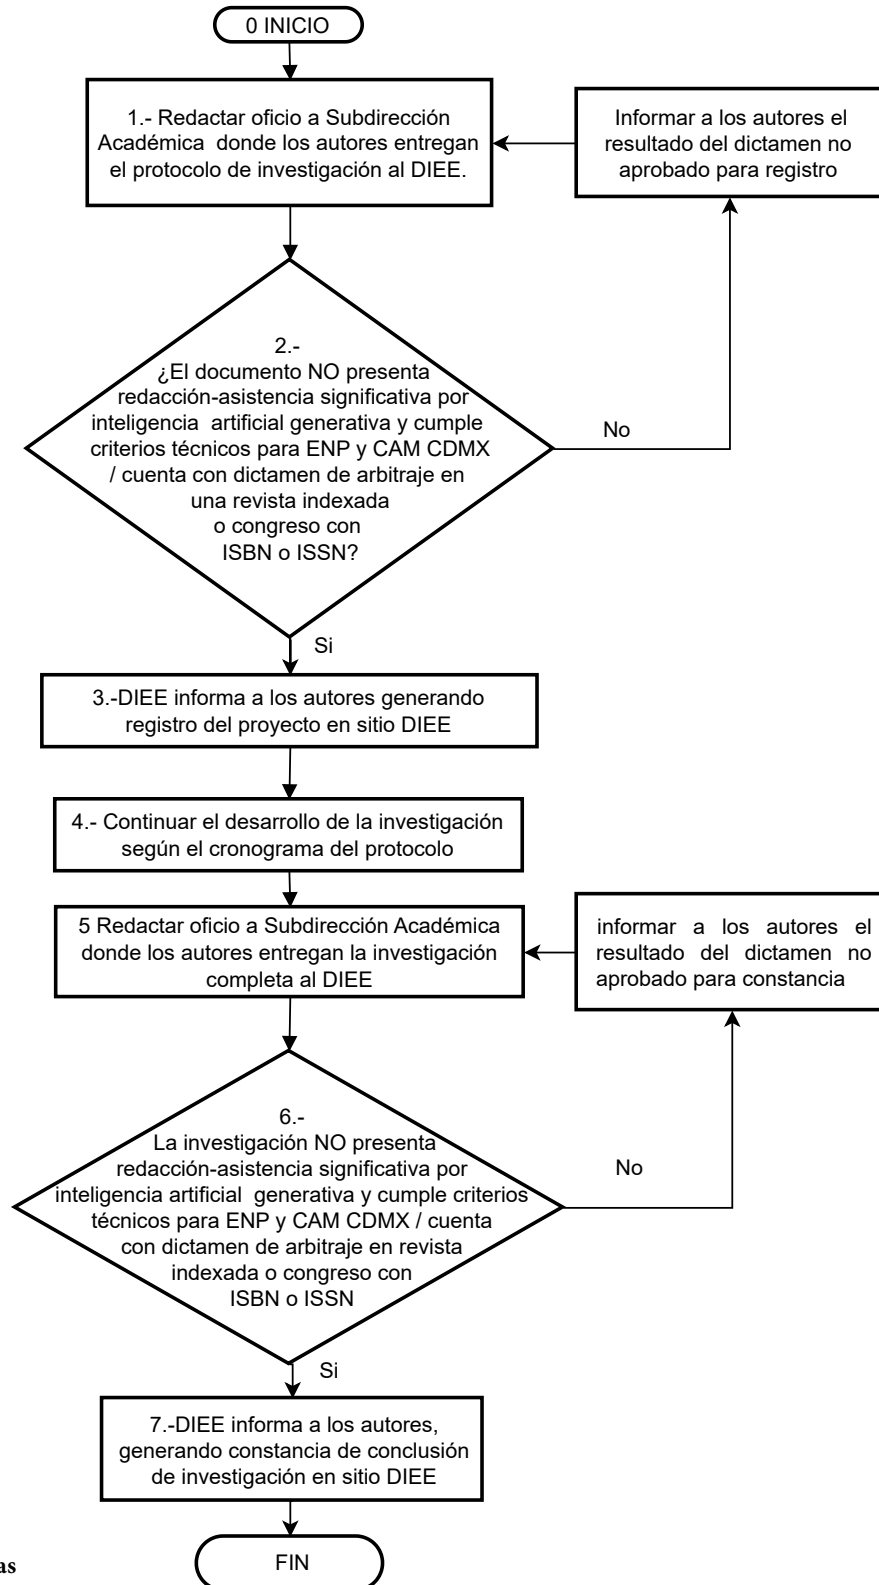 0 INICIO
1.- Redactar oficio a Subdirección
Académica donde los autores entregan
el protocolo de investigación al DIEE.
Informar a los autores el
resultado del dictamen no
aprobado para registro
2.-
¿El documento NO presenta
redacción-asistencia significativa por
inteligencia artificial generativa y cumple
criterios técnicos para ENP y CAM CDMX
/ cuenta con dictamen de arbitraje en
una revista indexada
o congreso con
ISBN o ISSN?
No
Si
3.-DIEE informa a los autores generando
registro del proyecto en sitio DIEE
4.- Continuar el desarrollo de la investigación
según el cronograma del protocolo
5 Redactar oficio a Subdirección Académica
donde los autores entregan la investigación
completa al DIEE
informar a los autores el
resultado del dictamen no
aprobado para constancia
6.-
La investigación NO presenta
redacción-asistencia significativa por
inteligencia artificial generativa y cumple criterios
técnicos para ENP y CAM CDMX / cuenta
con dictamen de arbitraje en revista
indexada o congreso con
ISBN o ISSN
No
Si
7.-DIEE informa a los autores,
generando constancia de conclusión
de investigación en sitio DIEE
FIN
as